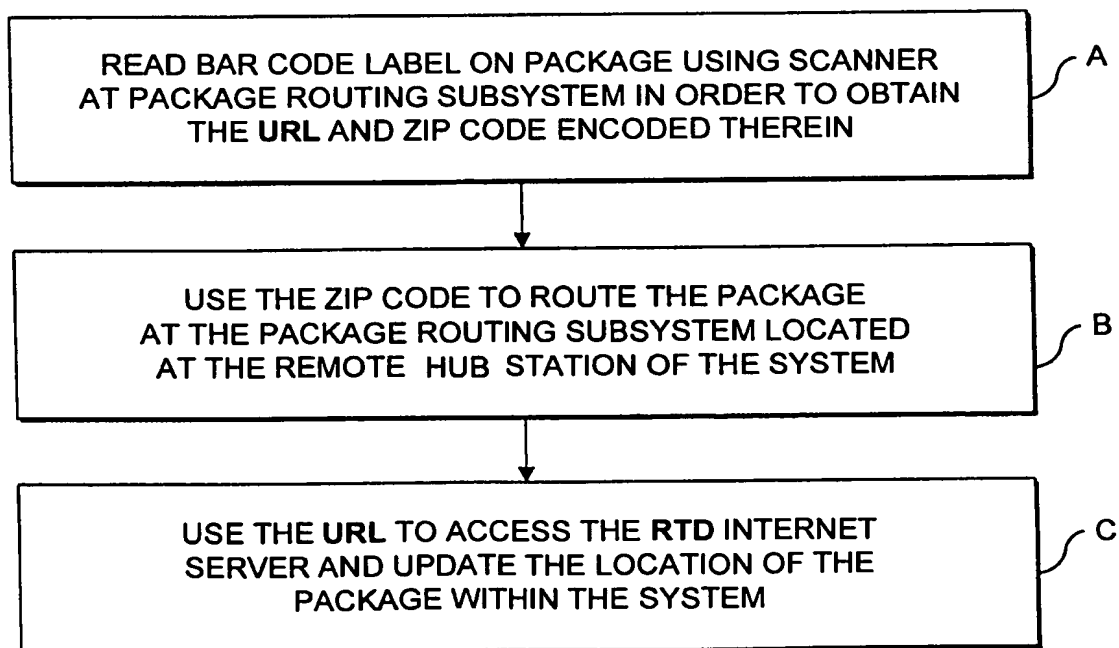 READ BAR CODE LABEL ON PACKAGE USING SCANNER
AT PACKAGE ROUTING SUBSYSTEM IN ORDER TO OBTAIN
THE URL AND ZIP CODE ENCODED THEREIN
A
USE THE ZIP CODE TO ROUTE THE PACKAGE
AT THE PACKAGE ROUTING SUBSYSTEM LOCATED
AT THE REMOTE HUB STATION OF THE SYSTEM
B
USE THE URL TO ACCESS THE RTD INTERNET
SERVER AND UPDATE THE LOCATION OF THE
PACKAGE WITHIN THE SYSTEM
C